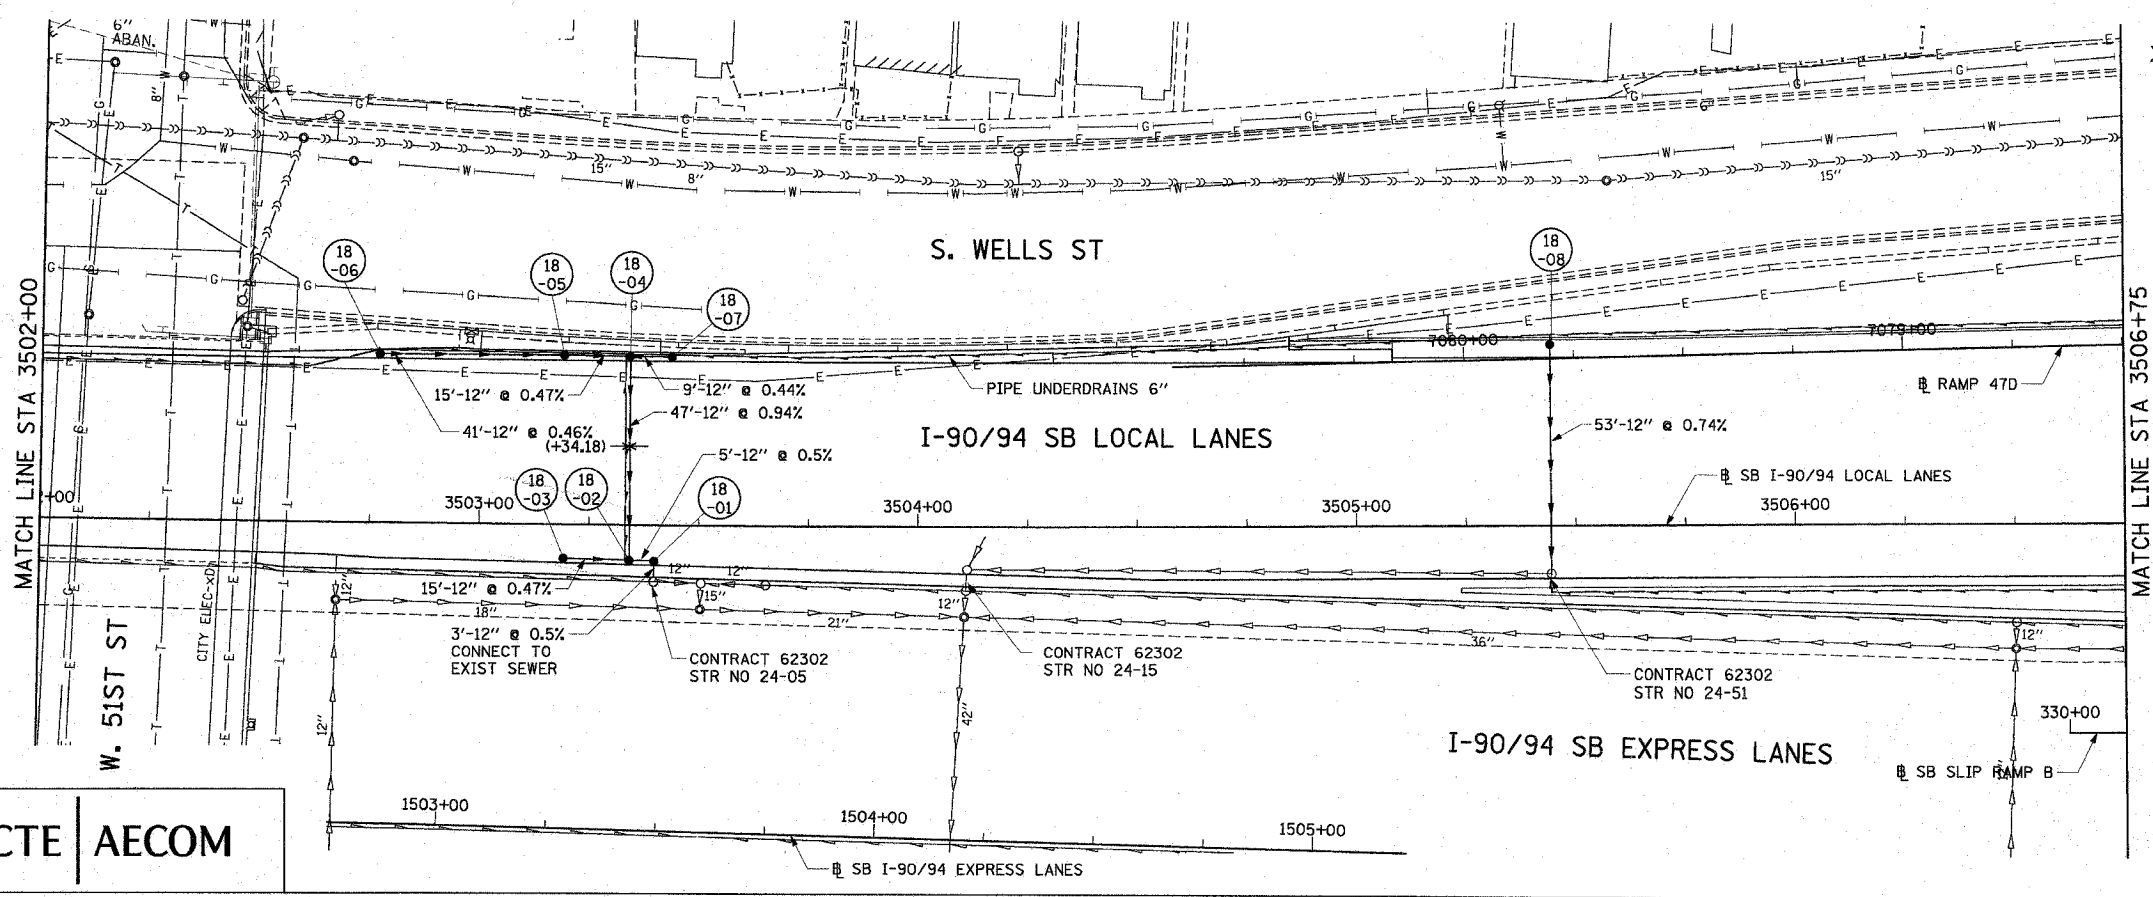 6"
ABAN.
8"
15"
8"
15"
S. WELLS ST
18
-06
18
-05
18
-04
18
-07
18
-08
MATCH LINE STA 3502+00
MATCH LINE STA 3506+75
7080+00
7079+00
15'-12" @ 0.47%
9'-12" @ 0.44%
PIPE UNDERDRAINS 6"
℄ RAMP 47D
47'-12" @ 0.94%
41'-12" @ 0.46%
(+34.18)
I-90/94 SB LOCAL LANES
53'-12" @ 0.74%
5'-12" @ 0.5%
18
-03
18
-02
18
-01
SB I-90/94 LOCAL LANES
+00
3503+00
3504+00
3505+00
3506+00
12"
12"
12"
15"
12"
12"
15'-12" @ 0.47%
18"
21"
36"
3'-12" @ 0.5%
CONNECT TO
EXIST SEWER
CONTRACT 62302
STR NO 24-05
CONTRACT 62302
STR NO 24-15
CONTRACT 62302
STR NO 24-51
W. 51ST ST
CITY ELEC-XD
12"
42"
330+00
I-90/94 SB EXPRESS LANES
SB SLIP RAMP B
1503+00
1504+00
1505+00
SB I-90/94 EXPRESS LANES
CTE | AECOM